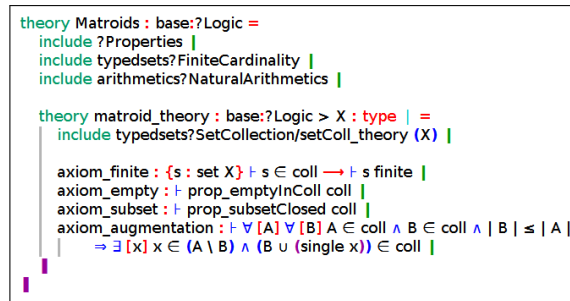 theory Matroids : base:?Logic =
include ?Properties ❙
include typedsets?FiniteCardinality ❙
include arithmetics?NaturalArithmetics ❙
theory matroid_theory : base:?Logic > X : type ❘ =
include typedsets?SetCollection/setColl_theory (X) ❙
axiom_finite : {s : set X} ⊦ s ∈ coll ⟶ ⊦ s finite ❙
axiom_empty : ⊦ prop_emptyInColl coll ❙
axiom_subset : ⊦ prop_subsetClosed coll ❙
axiom_augmentation : ⊦ ∀ [A] ∀ [B] A ∈ coll ∧ B ∈ coll ∧ | B | ≤ | A |
⇒ ∃ [x] x ∈ (A \ B) ∧ (B ∪ (single x)) ∈ coll ❙
❚
❚